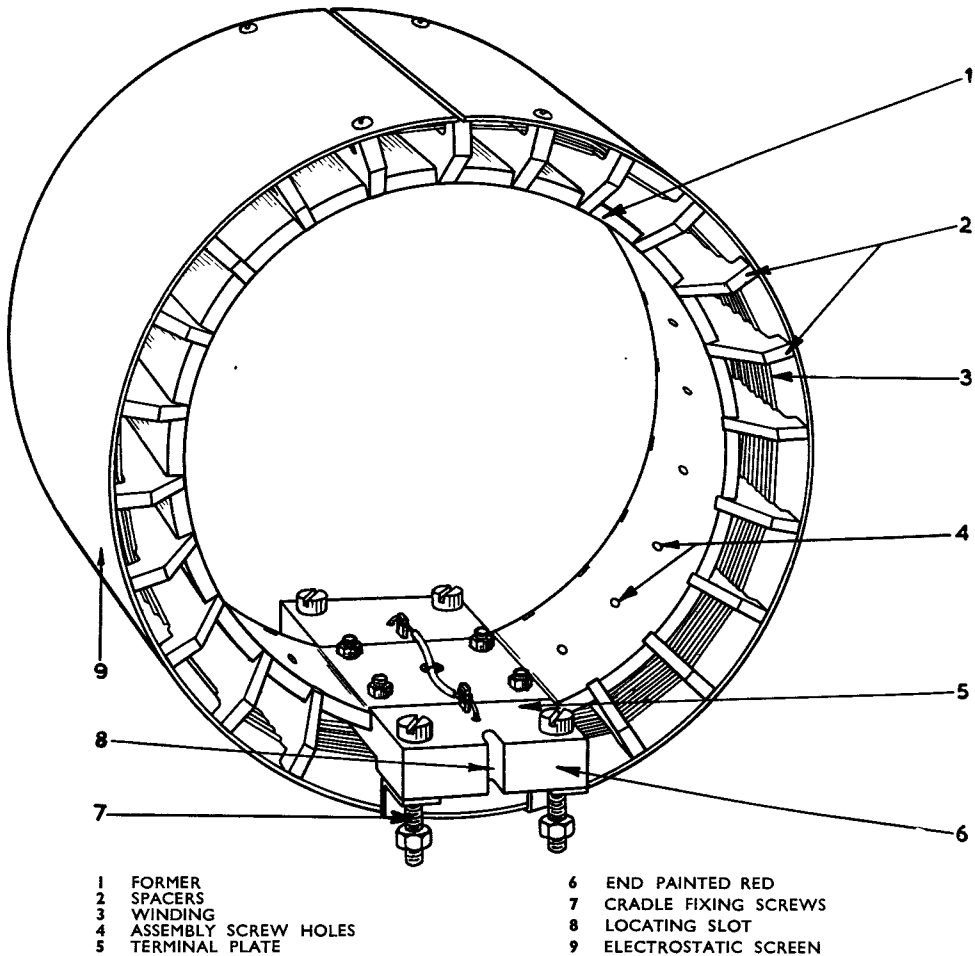 1
2
3
4
5
6
7
8
9
1 FORMER
2 SPACERS
3 WINDING
4 ASSEMBLY SCREW HOLES
5 TERMINAL PLATE
6 END PAINTED RED
7 CRADLE FIXING SCREWS
8 LOCATING SLOT
9 ELECTROSTATIC SCREEN